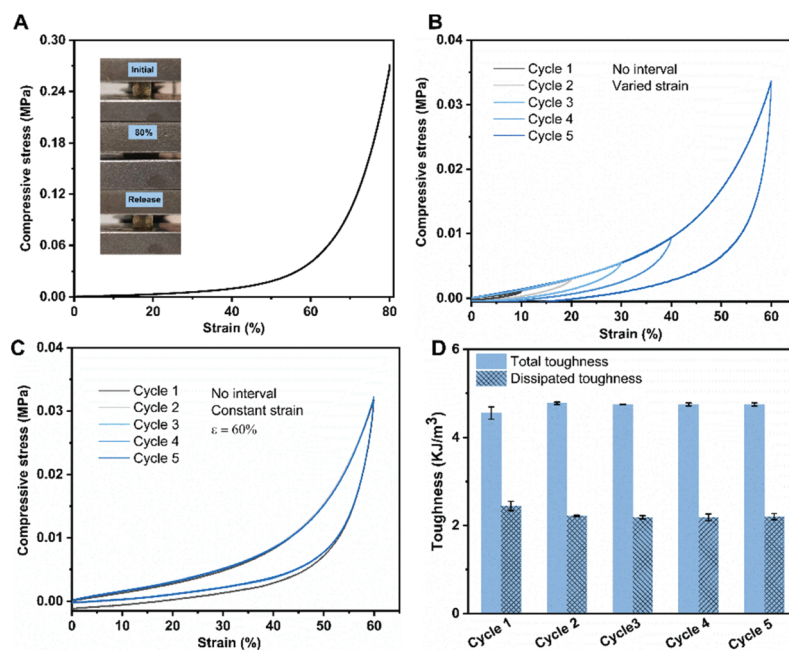 A
Compressive stress (MPa)
0.30
0.24
0.18
0.12
0.06
0.00
0
20
40
60
80
Strain (%)
Initial
80%
Release
B
Compressive stress (MPa)
0.04
0.03
0.02
0.01
0.00
0
10
20
30
40
50
60
Strain (%)
Cycle 1
Cycle 2
Cycle 3
Cycle 4
Cycle 5
No interval
Varied strain
C
Compressive stress (MPa)
0.04
0.03
0.02
0.01
0.00
0
10
20
30
40
50
60
Strain (%)
Cycle 1
Cycle 2
Cycle 3
Cycle 4
Cycle 5
No interval
Constant strain
ε = 60%
D
Toughness (KJ/m³)
6
4
2
0
Total toughness
Dissipated toughness
Cycle 1
Cycle 2
Cycle3
Cycle 4
Cycle 5